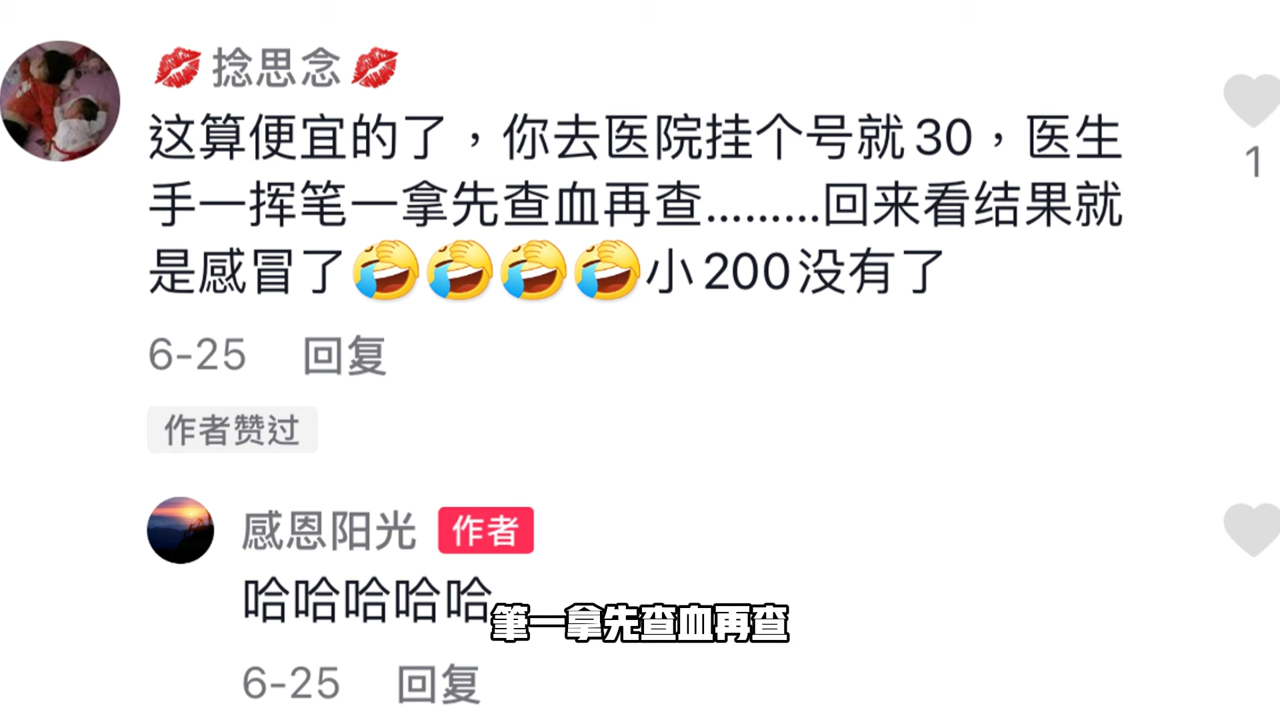 💋捻思念💋
这算便宜的了，你去医院挂个号就30，医生
手一挥笔一拿先查血再查………回来看结果就
是感冒了🤣🤣🤣🤣小200没有了
1
6-25 回复
作者赞过
感恩阳光 作者
哈哈哈哈哈
筆一拿先查血再查
6-25 回复